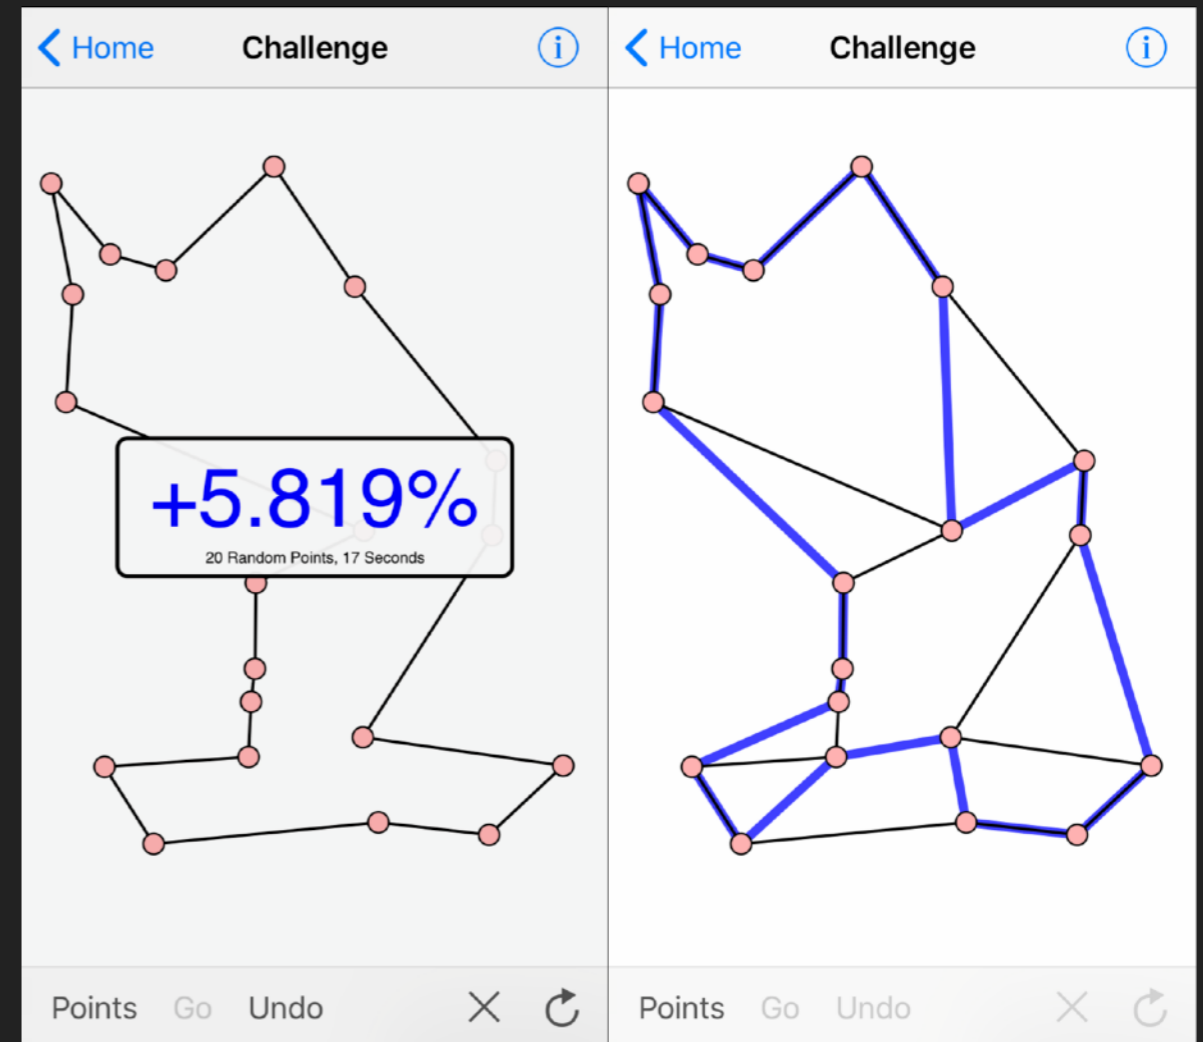 Home Challenge
+5.819%
20 Random Points, 17 Seconds
Points Go Undo
Home Challenge
Points Go Undo